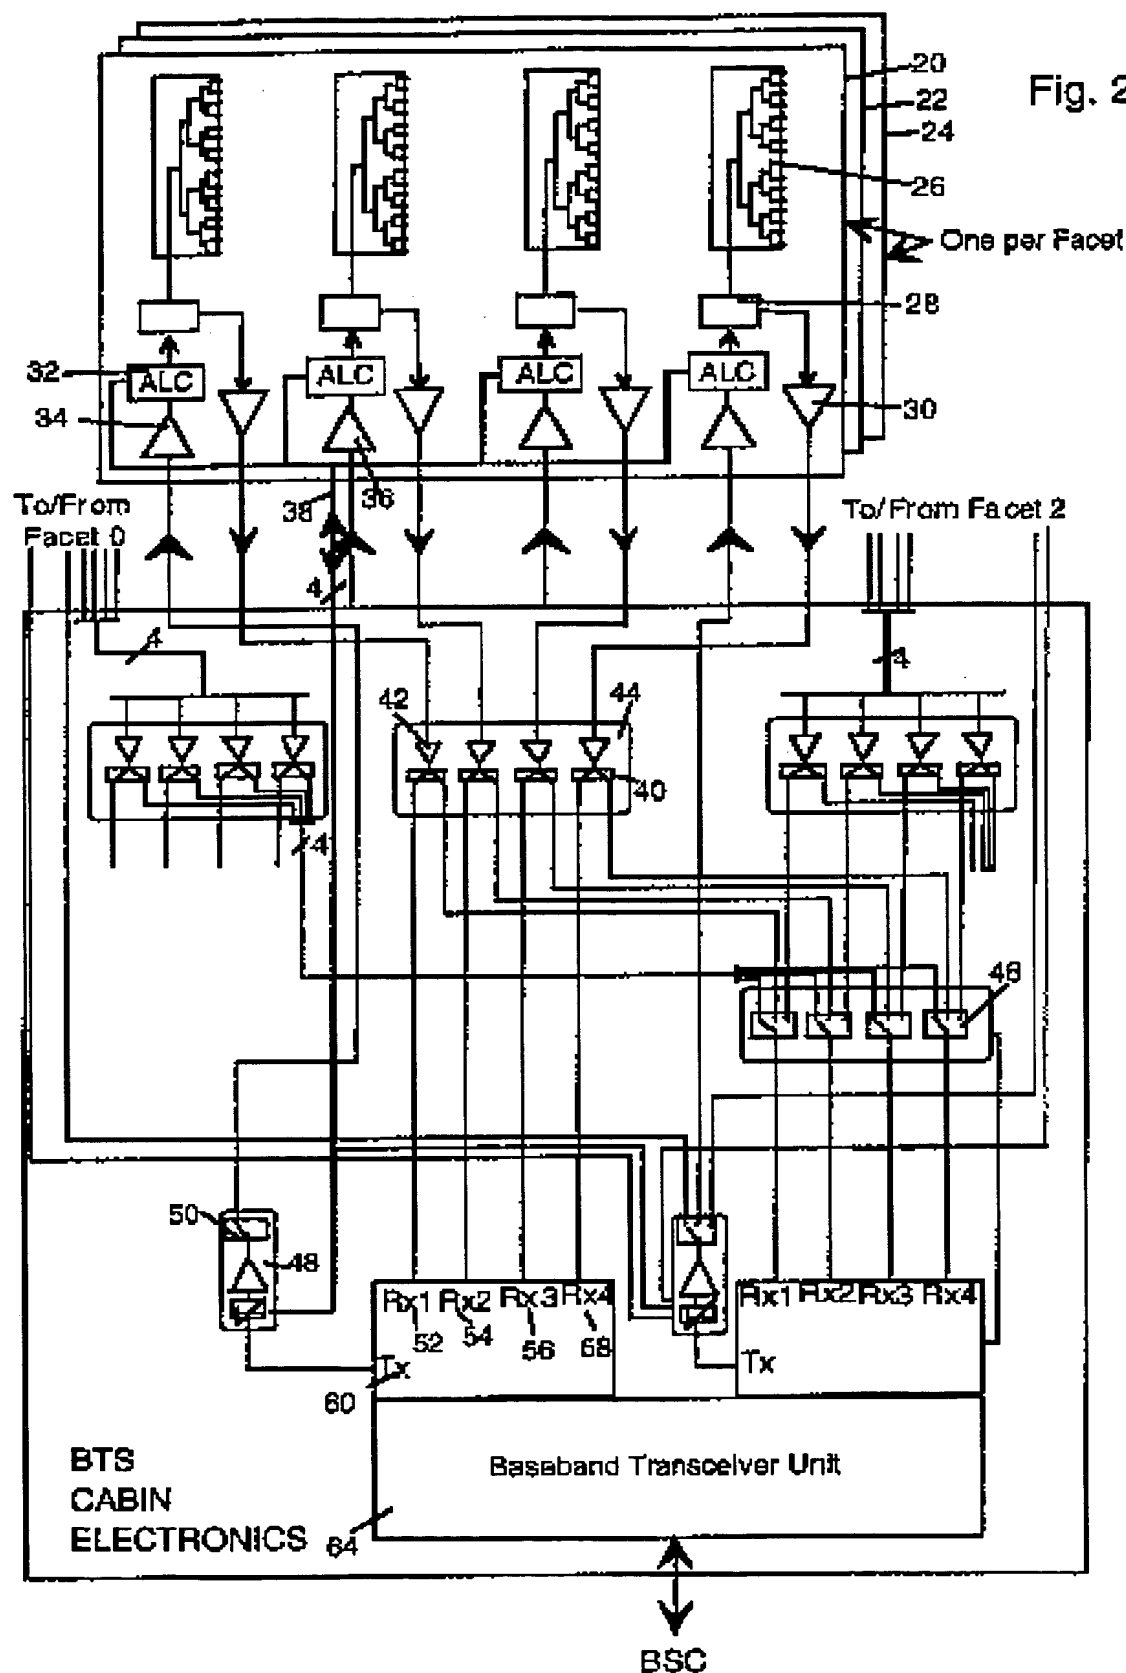 Fig. 2
20
22
24
26
One per Facet
28
32
ALC
ALC
ALC
ALC
34
30
36
38
To/From
Facet 0
To/From Facet 2
4
4
4
42
44
40
4
46
50
48
Rx1
Rx2
Rx3
Rx4
52
54
56
58
Tx
60
Rx1
Rx2
Rx3
Rx4
Tx
BTS
CABIN
ELECTRONICS
Baseband Transceiver Unit
64
BSC